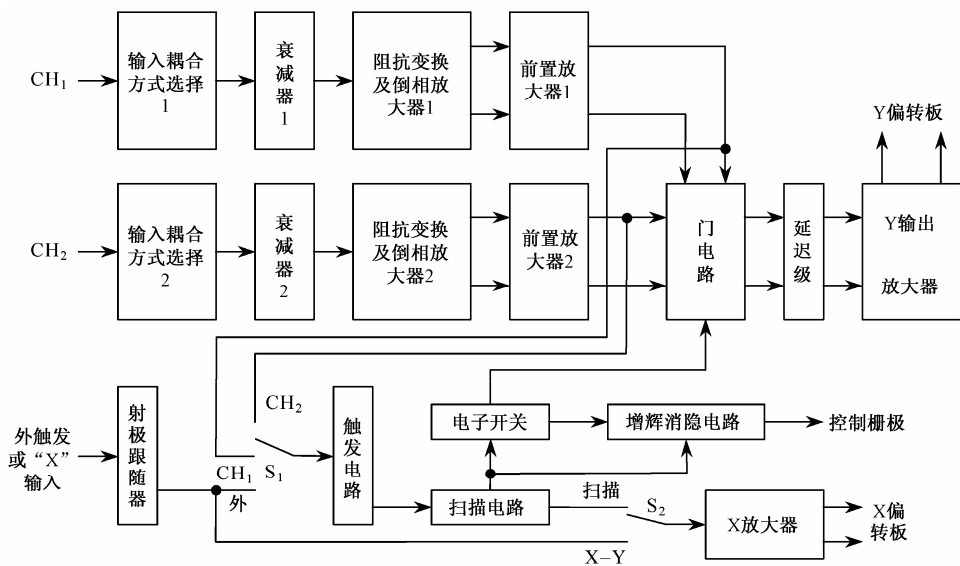 CH₁
输入耦合
方式选择
1
衰
减
器
1
阻抗变换
及倒相放
大器1
前置放
大器1
Y偏转板
CH₂
输入耦合
方式选择
2
衰
减
器
2
阻抗变换
及倒相放
大器2
前置放
大器2
门
电
路
延
迟
级
Y输出
放大器
外触发
或“X”
输入
射
极
跟
随
器
CH₂
CH₁
S₁
外
触
发
电
路
电子开关
增辉消隐电路
控制栅极
扫描电路
扫描
S₂
X-Y
X放大器
X偏
转板